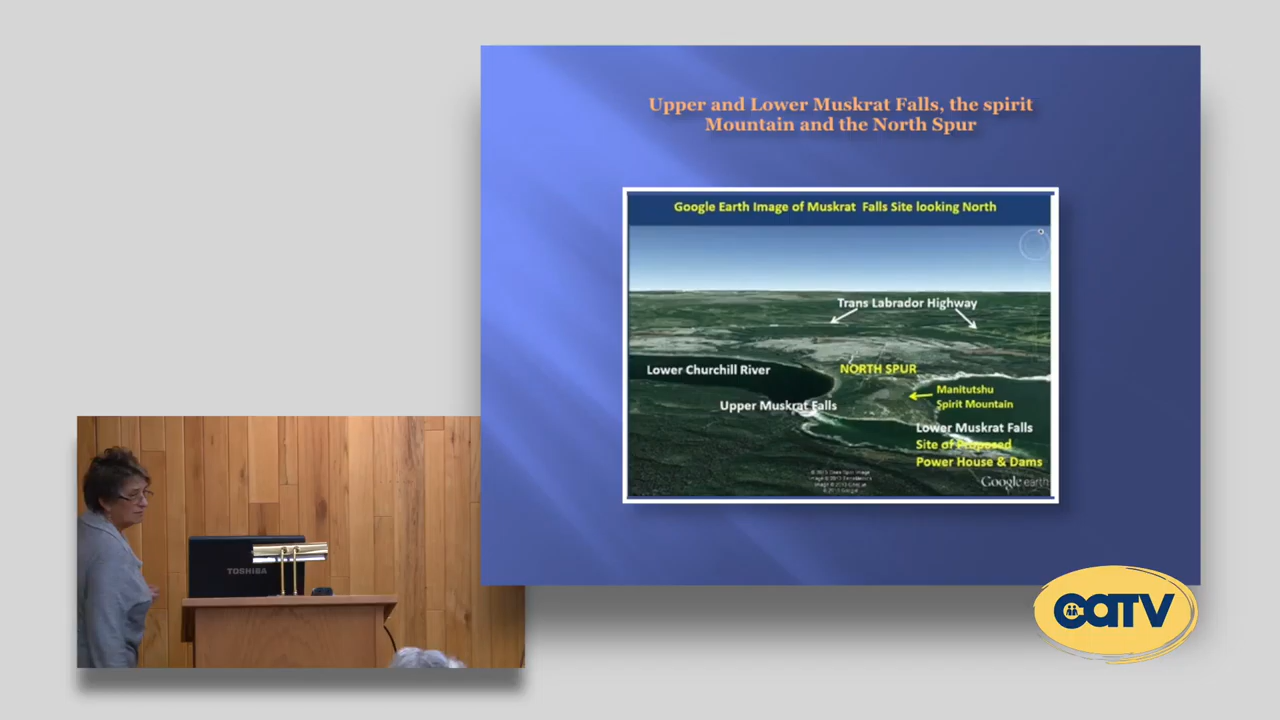 Upper and Lower Muskrat Falls, the spirit
Mountain and the North Spur
Google Earth Image of Muskrat Falls Site looking North
Trans Labrador Highway
Lower Churchill River
NORTH SPUR
Manitutshu
Spirit Mountain
Upper Muskrat Falls
Lower Muskrat Falls
Site of Proposed
Power House & Dams
Google earth
TOSHIBA
CATV